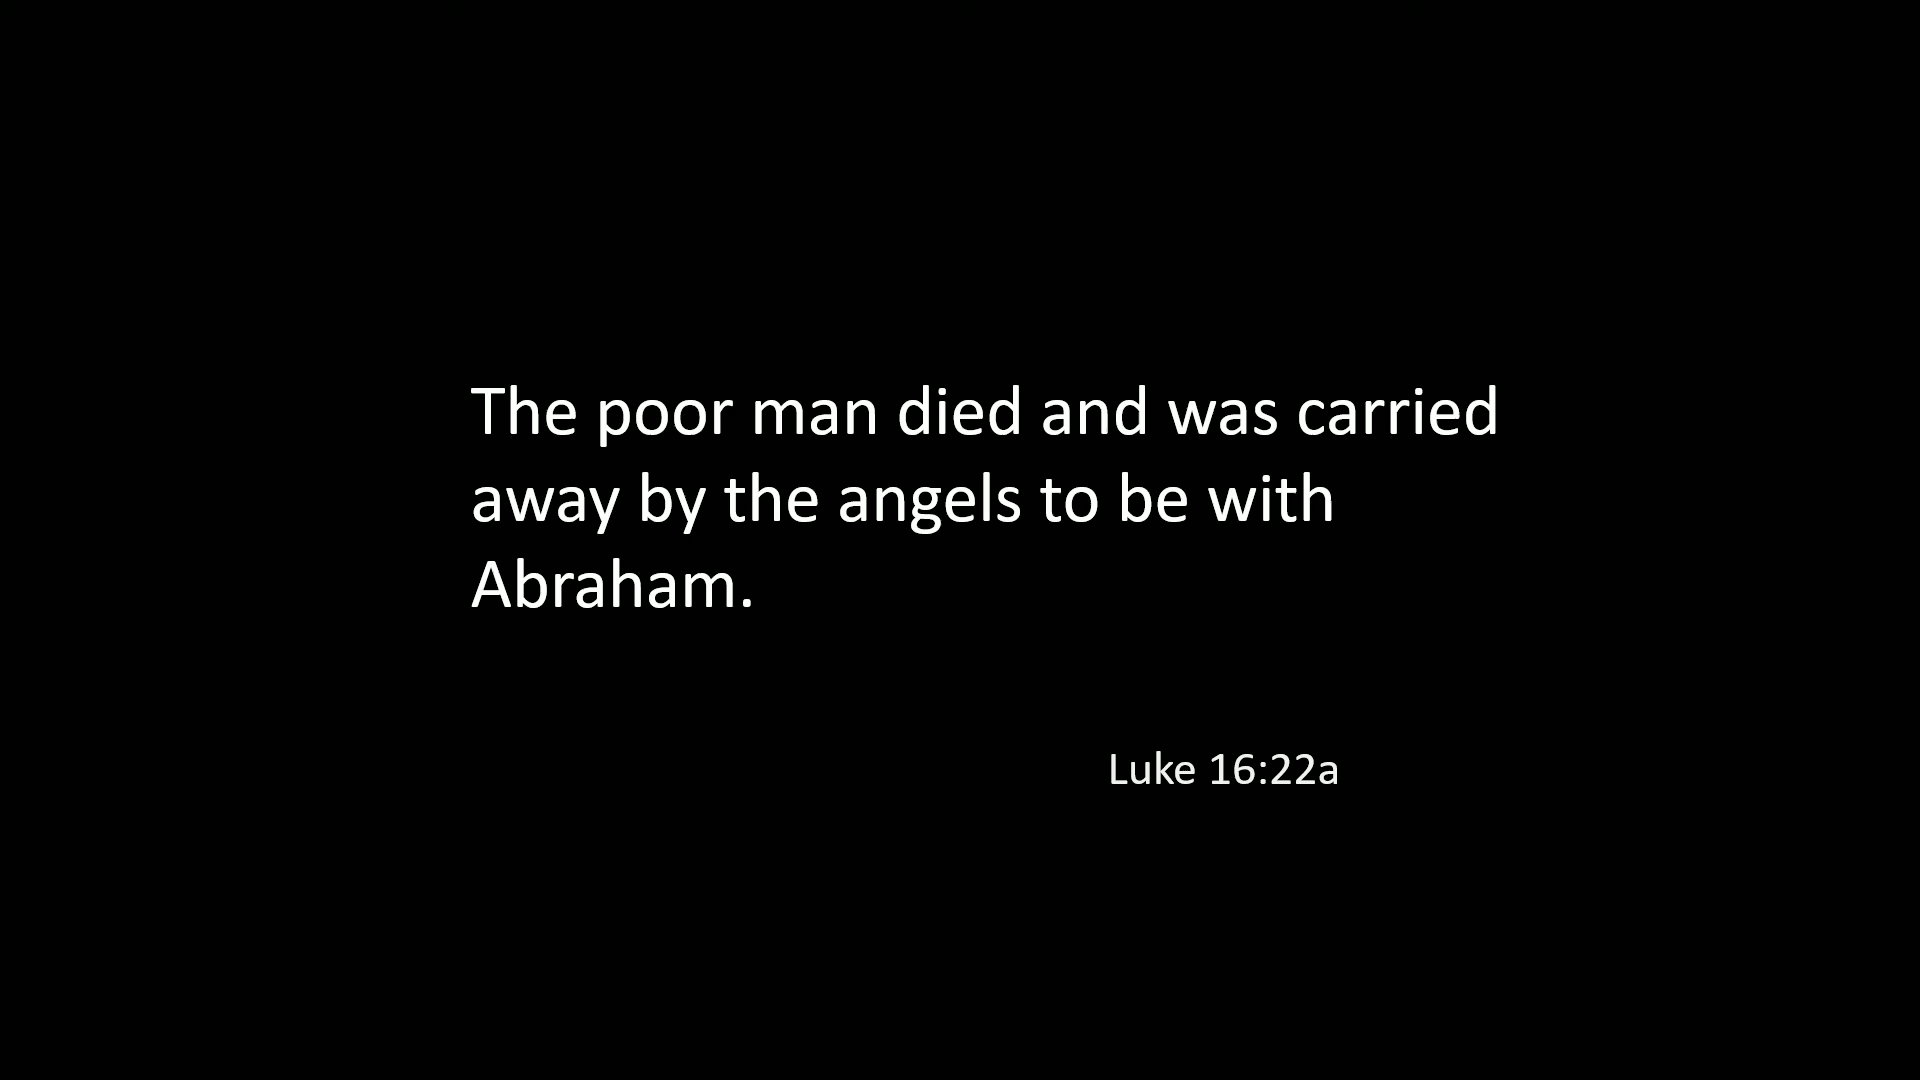 The poor man died and was carried
away by the angels to be with
Abraham.
Luke 16:22a